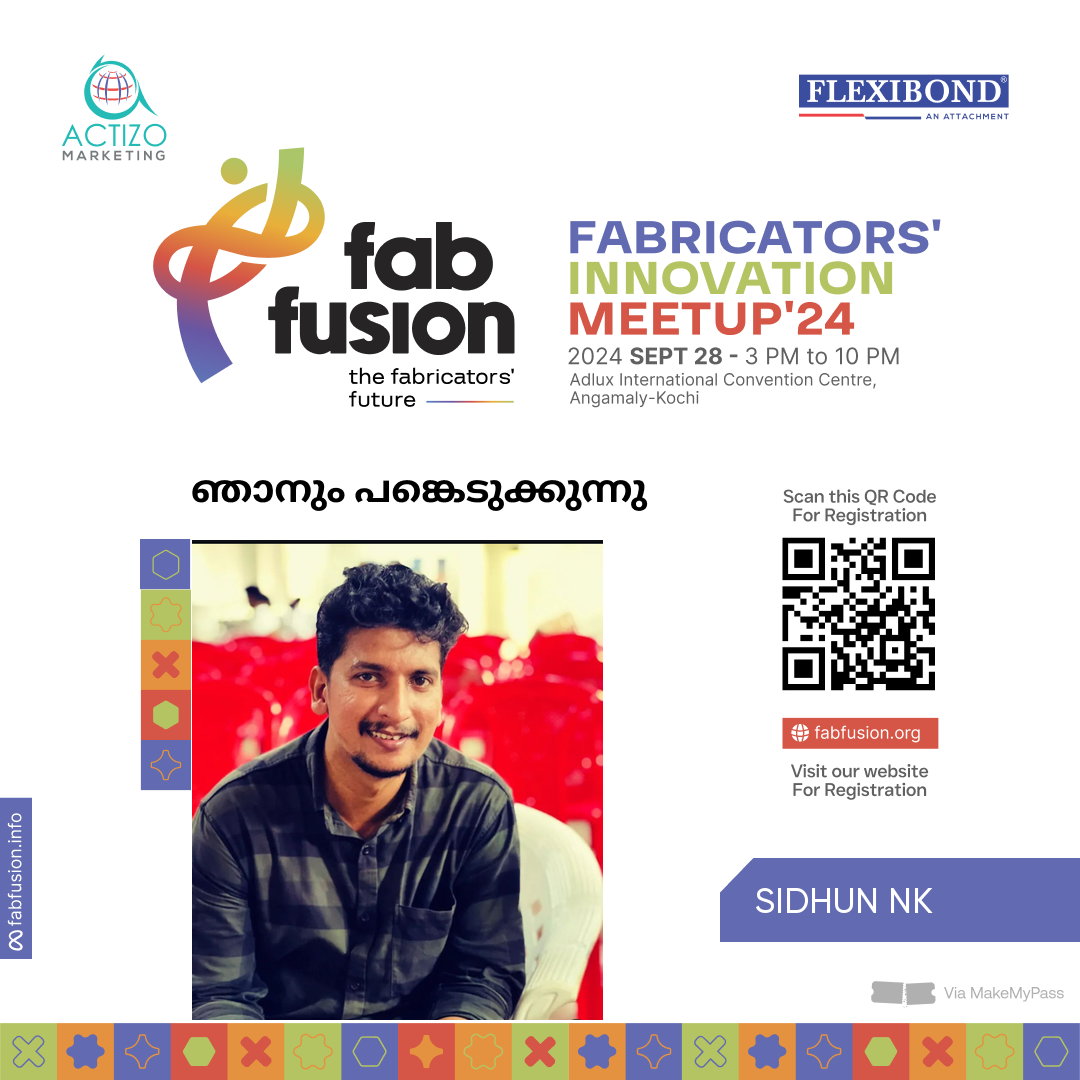 ACTIZO
MARKETING
FLEXIBOND®
AN ATTACHMENT
fab
fusion
the fabricators'
future
FABRICATORS'
INNOVATION
MEETUP'24
2024 SEPT 28 - 3 PM to 10 PM
Adlux International Convention Centre,
Angamaly-Kochi
ഞാനും പങ്കെടുക്കുന്നു
Scan this QR Code
For Registration
fabfusion.org
Visit our website
For Registration
fabfusion.info
SIDHUN NK
Via MakeMyPass